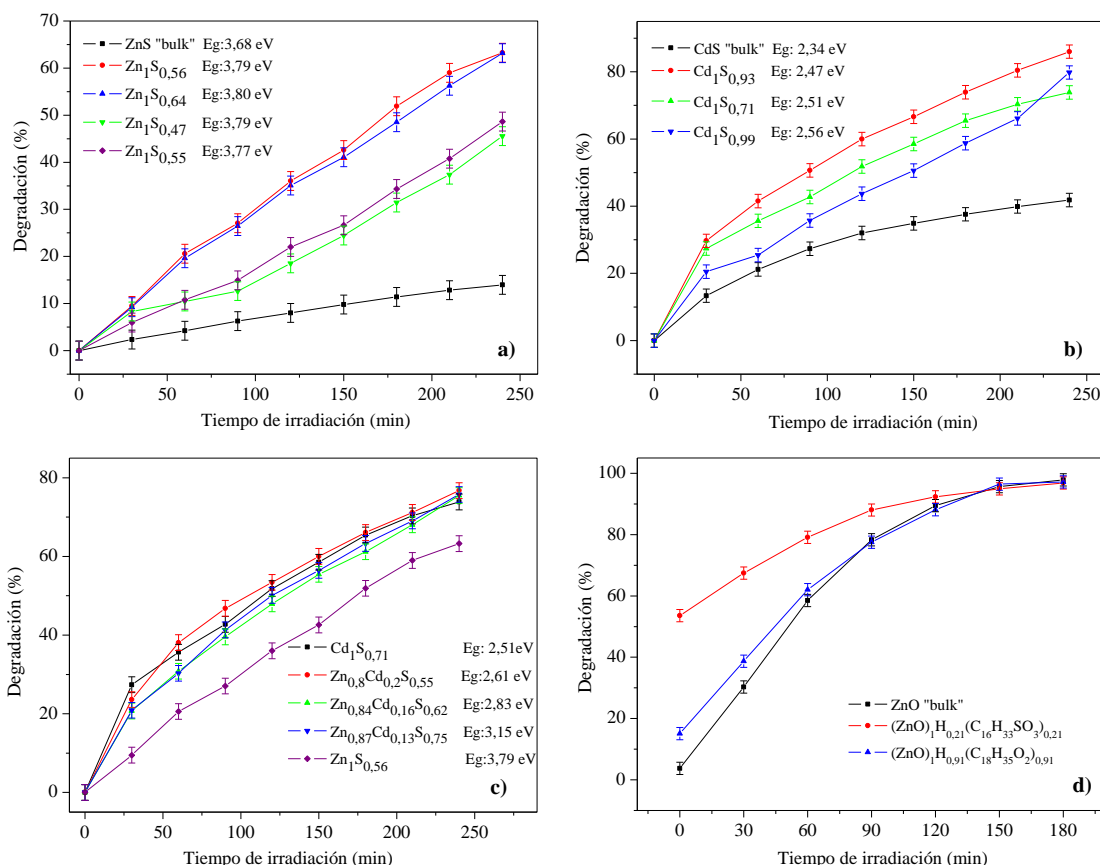 70
60
50
40
30
20
10
0
Degradación (%)
ZnS "bulk" Eg:3,68 eV
Zn1S0,56 Eg:3,79 eV
Zn1S0,64 Eg:3,80 eV
Zn1S0,47 Eg:3,79 eV
Zn1S0,55 Eg:3,77 eV
a)
0 50 100 150 200 250
Tiempo de irradiación (min)
80
60
40
20
0
Degradación (%)
CdS "bulk" Eg: 2,34 eV
Cd1S0,93 Eg: 2,47 eV
Cd1S0,71 Eg: 2,51 eV
Cd1S0,99 Eg: 2,56 eV
b)
0 50 100 150 200 250
Tiempo de irradiación (min)
80
60
40
20
0
Degradación (%)
Cd1S0,71 Eg: 2,51eV
Zn0,8Cd0,2S0,55 Eg:2,61 eV
Zn0,84Cd0,16S0,62 Eg:2,83 eV
Zn0,87Cd0,13S0,75 Eg:3,15 eV
Zn1S0,56 Eg:3,79 eV
c)
0 50 100 150 200 250
Tiempo de irradiación (min)
100
80
60
40
20
0
Degradación (%)
ZnO "bulk"
(ZnO)1H0,21(C16H33SO3)0,21
(ZnO)1H0,91(C18H35O2)0,91
d)
0 30 60 90 120 150 180
Tiempo de irradiación (min)